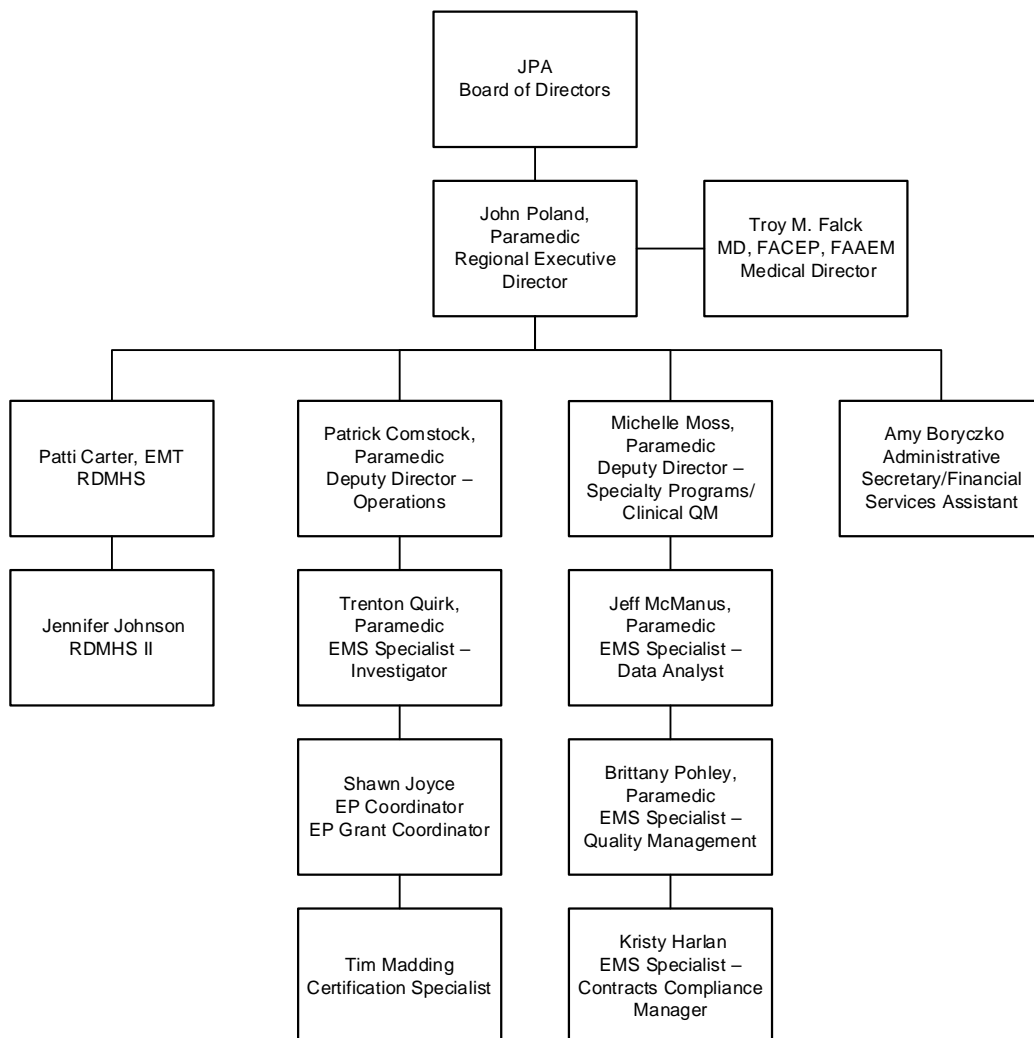 JPA
Board of Directors
John Poland,
Paramedic
Regional Executive
Director
Troy M. Falck
MD, FACEP, FAAEM
Medical Director
Patti Carter, EMT
RDMHS
Patrick Comstock,
Paramedic
Deputy Director –
Operations
Michelle Moss,
Paramedic
Deputy Director –
Specialty Programs/
Clinical QM
Amy Boryczko
Administrative
Secretary/Financial
Services Assistant
Jennifer Johnson
RDMHS II
Trenton Quirk,
Paramedic
EMS Specialist –
Investigator
Jeff McManus,
Paramedic
EMS Specialist –
Data Analyst
Shawn Joyce
EP Coordinator
EP Grant Coordinator
Brittany Pohley,
Paramedic
EMS Specialist –
Quality Management
Tim Madding
Certification Specialist
Kristy Harlan
EMS Specialist –
Contracts Compliance
Manager